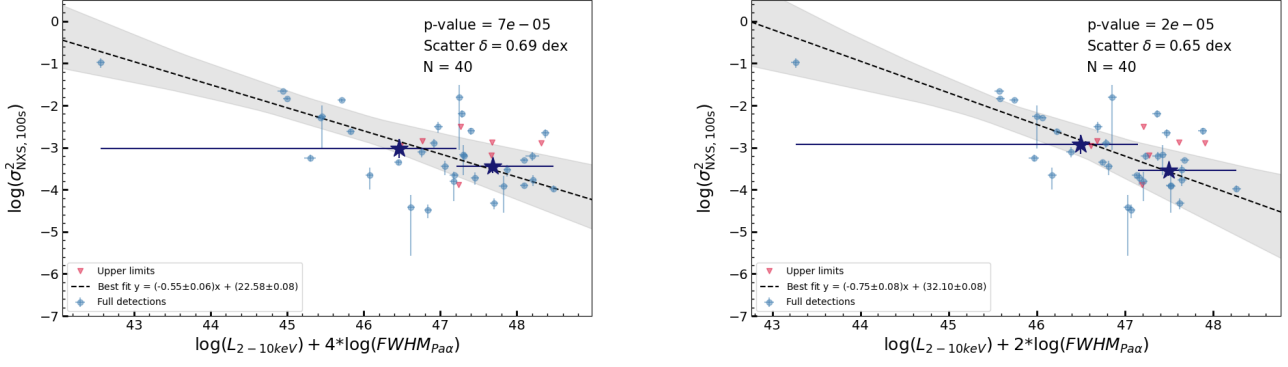 p-value = 7e − 05
Scatter δ = 0.69 dex
N = 40
log(σ²NXS, 100s)
0
−1
−2
−3
−4
−5
−6
−7
Upper limits
Best fit y = (-0.55±0.06)x + (22.58±0.08)
Full detections
43 44 45 46 47 48
log(L2−10keV) + 4*log(FWHMPaα)
p-value = 2e − 05
Scatter δ = 0.65 dex
N = 40
log(σ²NXS, 100s)
0
−1
−2
−3
−4
−5
−6
−7
Upper limits
Best fit y = (-0.75±0.08)x + (32.10±0.08)
Full detections
43 44 45 46 47 48
log(L2−10keV) + 2*log(FWHMPaα)